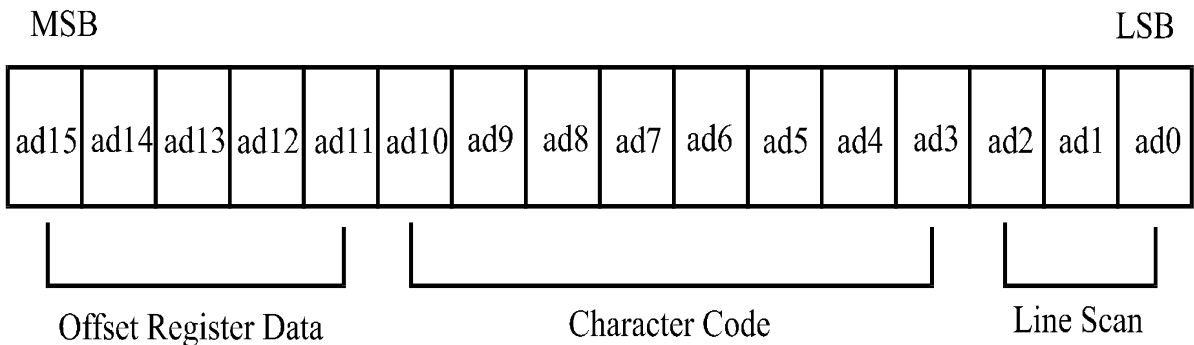 MSB LSB
ad15 ad14 ad13 ad12 ad11 ad10 ad9 ad8 ad7 ad6 ad5 ad4 ad3 ad2 ad1 ad0
Offset Register Data Character Code Line Scan